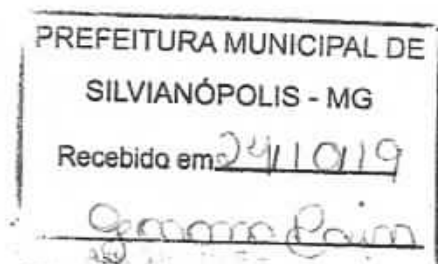 PREFEITURA MUNICIPAL DE
SILVIANÓPOLIS - MG
Recebido em 24/10/19